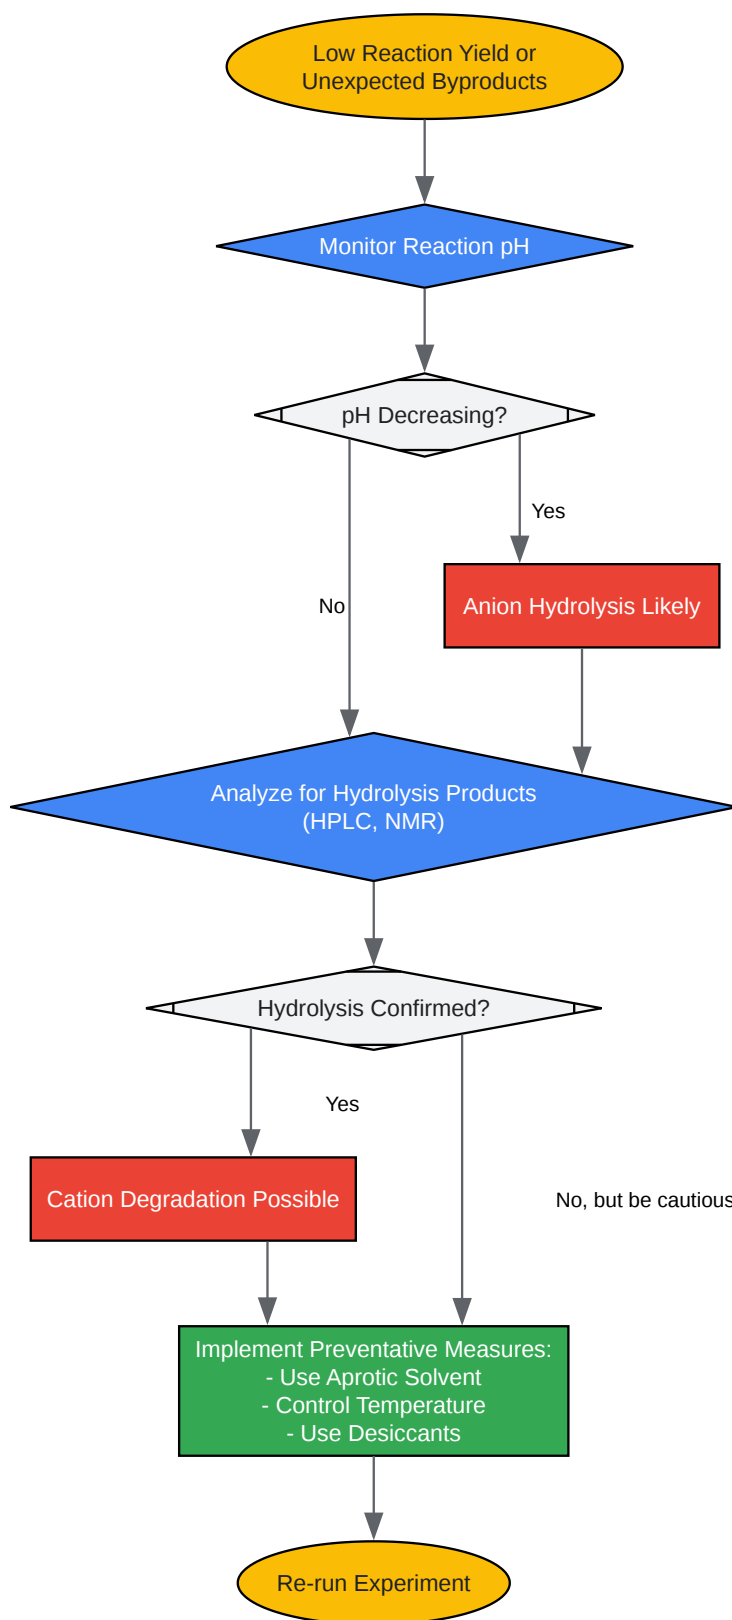 Low Reaction Yield or
Unexpected Byproducts
Monitor Reaction pH
pH Decreasing?
Yes
No
Anion Hydrolysis Likely
Analyze for Hydrolysis Products
(HPLC, NMR)
Hydrolysis Confirmed?
Yes
Cation Degradation Possible
No, but be cautious
Implement Preventative Measures:
- Use Aprotic Solvent
- Control Temperature
- Use Desiccants
Re-run Experiment